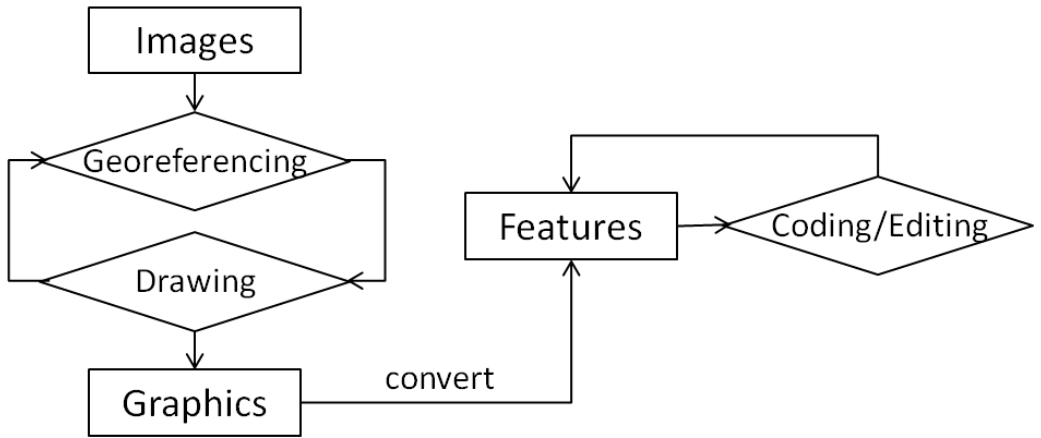 Images
Georeferencing
Drawing
Graphics
convert
Features
Coding/Editing